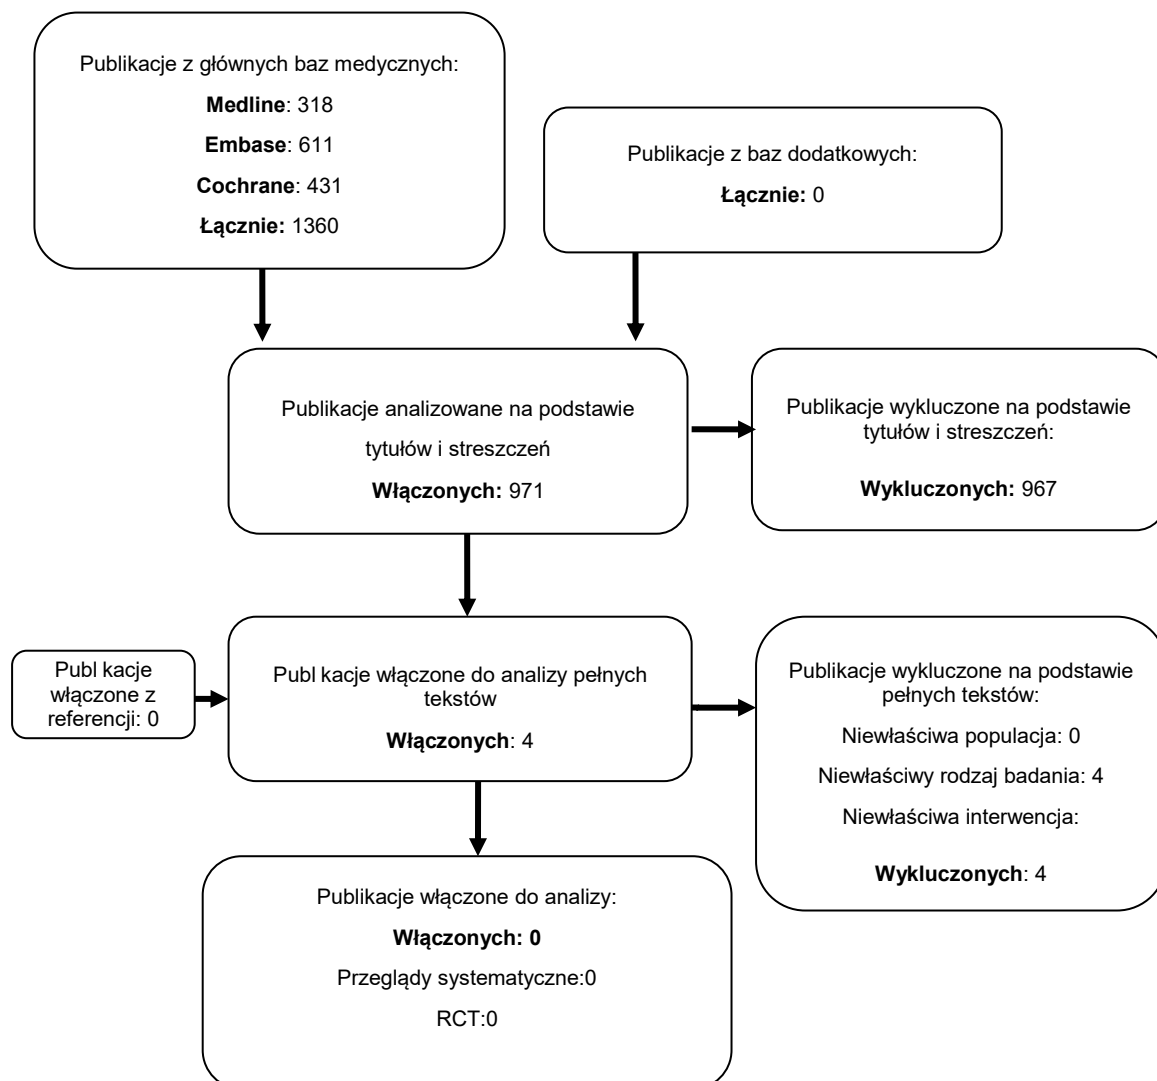 Publikacje z głównych baz medycznych:
Medline: 318
Embase: 611
Cochrane: 431
Łącznie: 1360
Publikacje z baz dodatkowych:
Łącznie: 0
Publikacje analizowane na podstawie
tytułów i streszczeń
Włączonych: 971
Publikacje wykluczone na podstawie
tytułów i streszczeń:
Wykluczonych: 967
Publ kacje
włączone z
referencji: 0
Publ kacje włączone do analizy pełnych
tekstów
Włączonych: 4
Publikacje wykluczone na podstawie
pełnych tekstów:
Niewłaściwa populacja: 0
Niewłaściwy rodzaj badania: 4
Niewłaściwa interwencja:
Wykluczonych: 4
Publikacje włączone do analizy:
Włączonych: 0
Przeglądy systematyczne:0
RCT:0